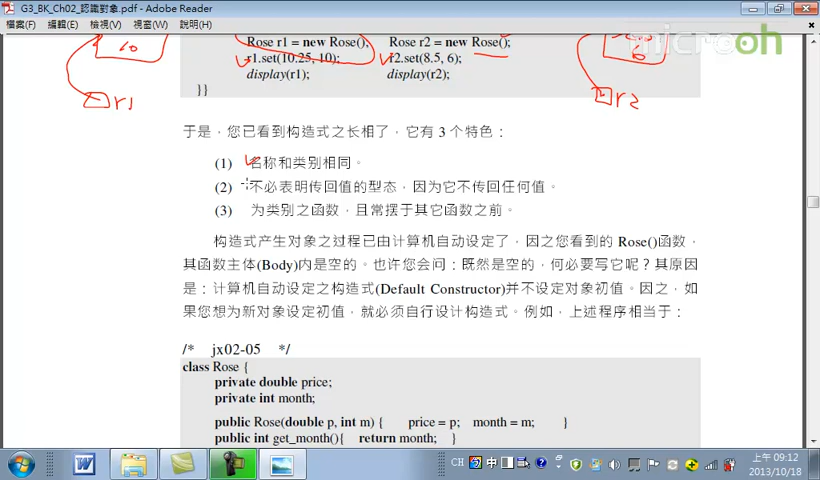 G3_BK_Ch02_認識對象.pdf - Adobe Reader
檔案(F) 編輯(E) 檢視(V) 視窗(W) 說明(H)
microoh
Rose r1 = new Rose(); Rose r2 = new Rose();
r1.set(10.25, 10); r2.set(8.5, 6);
display(r1); display(r2);
}}
10
6
r1
r2
于是，您已看到构造式之长相了，它有 3 个特色：
(1) 名称和类别相同。
(2) 不必表明传回值的型态，因为它不传回任何值。
(3) 为类别之函数，且常摆于其它函数之前。
构造式产生对象之过程已由计算机自动设定了，因之您看到的 Rose()函数，
其函数主体(Body)内是空的。也许您会问：既然是空的，何必要写它呢？其原因
是：计算机自动设定之构造式(Default Constructor)并不设定对象初值。因之，如
果您想为新对象设定初值，就必须自行设计构造式。例如，上述程序相当于：
/* jx02-05 */
class Rose {
private double price;
private int month;
public Rose(double p, int m) { price = p; month = m; }
public int get_month(){ return month; }
CH 中
上午 09:12
2013/10/18